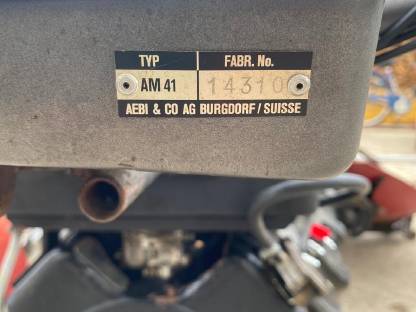 TYP FABR. No.
AM 41 14310
AEBI & CO AG BURGDORF / SUISSE